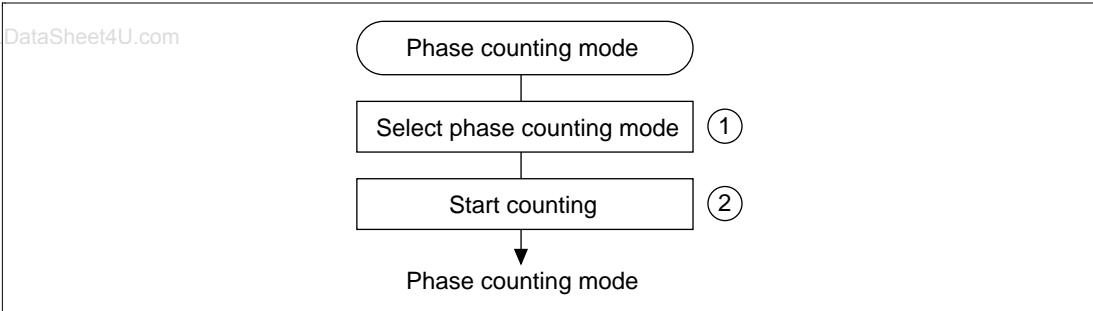 DataSheet4U.com
Phase counting mode
Select phase counting mode 1
Start counting 2
Phase counting mode